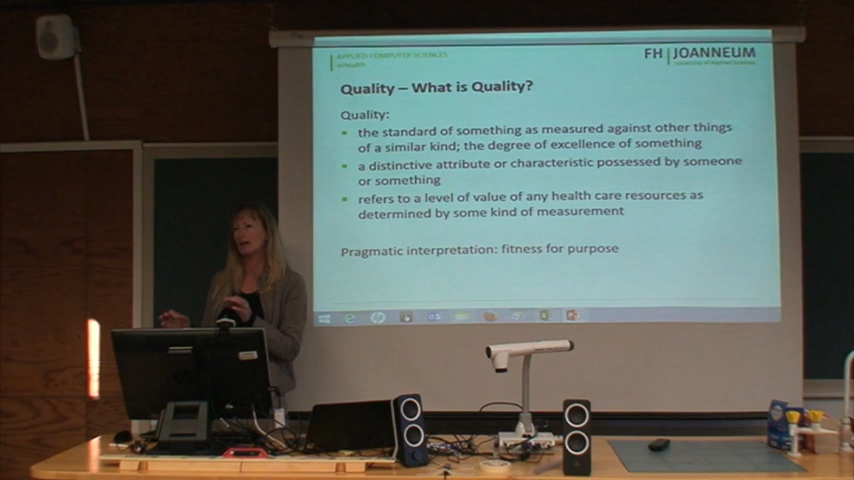 APPLIED COMPUTER SCIENCES
eHealth
FH JOANNEUM
University of Applied Sciences
Quality – What is Quality?
Quality:
the standard of something as measured against other things
of a similar kind; the degree of excellence of something
a distinctive attribute or characteristic possessed by someone
or something
refers to a level of value of any health care resources as
determined by some kind of measurement
Pragmatic interpretation: fitness for purpose